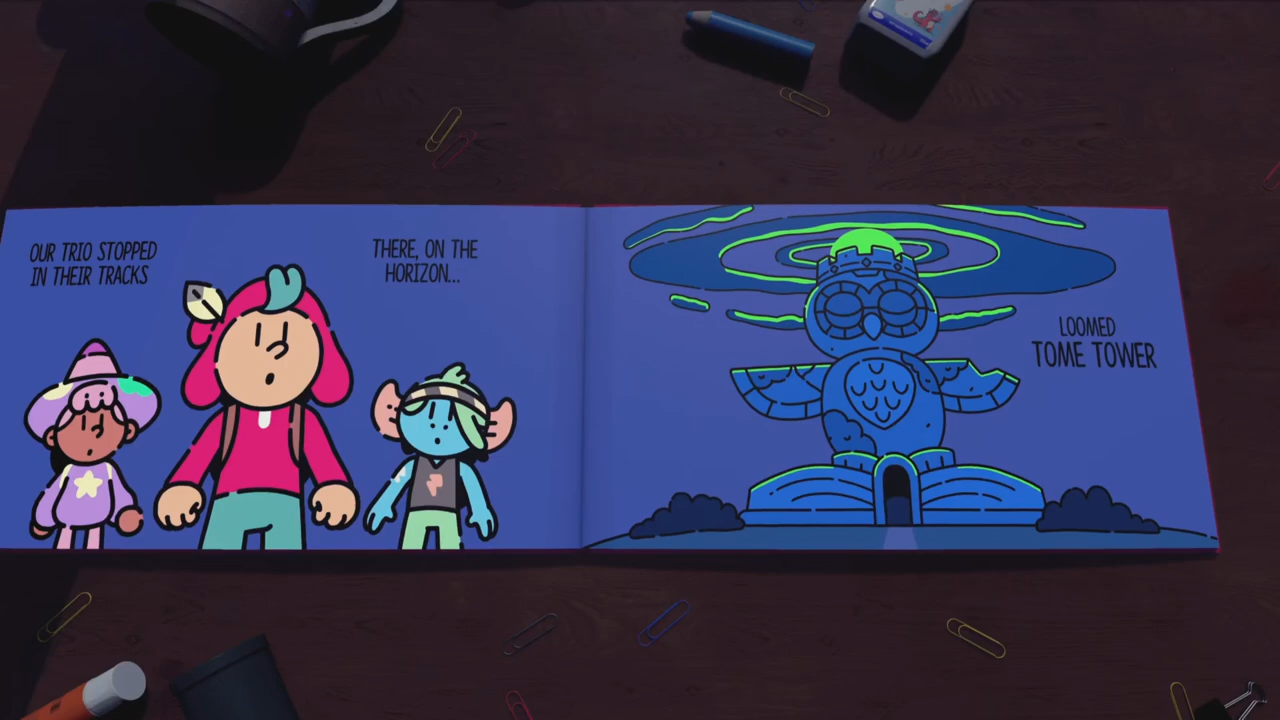 OUR TRIO STOPPED
IN THEIR TRACKS
THERE, ON THE
HORIZON...
LOOMED
TOME TOWER